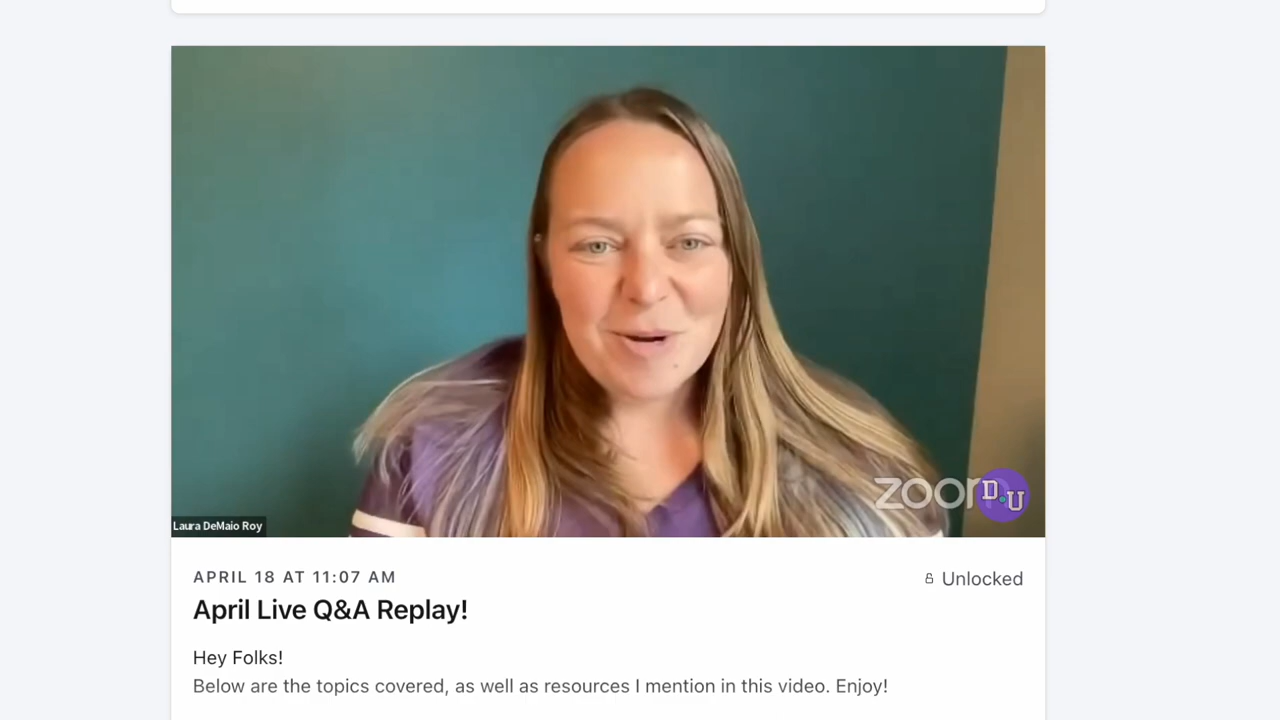 zoom
D.U
Laura DeMaio Roy
APRIL 18 AT 11:07 AM
Unlocked
April Live Q&A Replay!
Hey Folks!
Below are the topics covered, as well as resources I mention in this video. Enjoy!